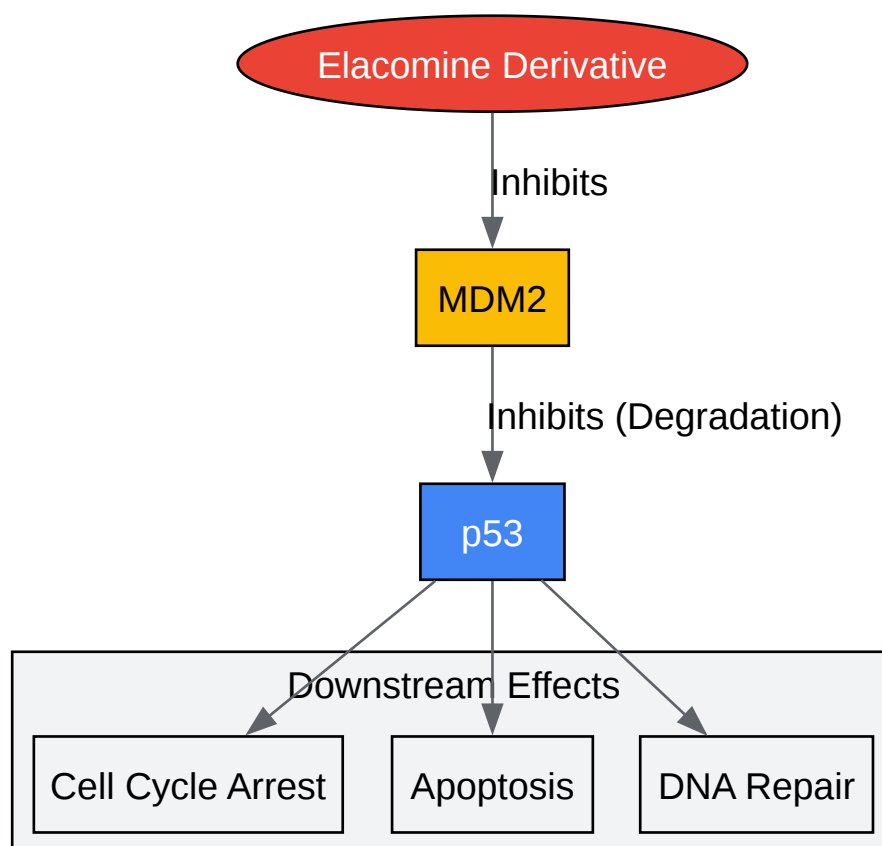 Elacomine Derivative
Inhibits
MDM2
Inhibits (Degradation)
p53
Downstream Effects
Cell Cycle Arrest
Apoptosis
DNA Repair